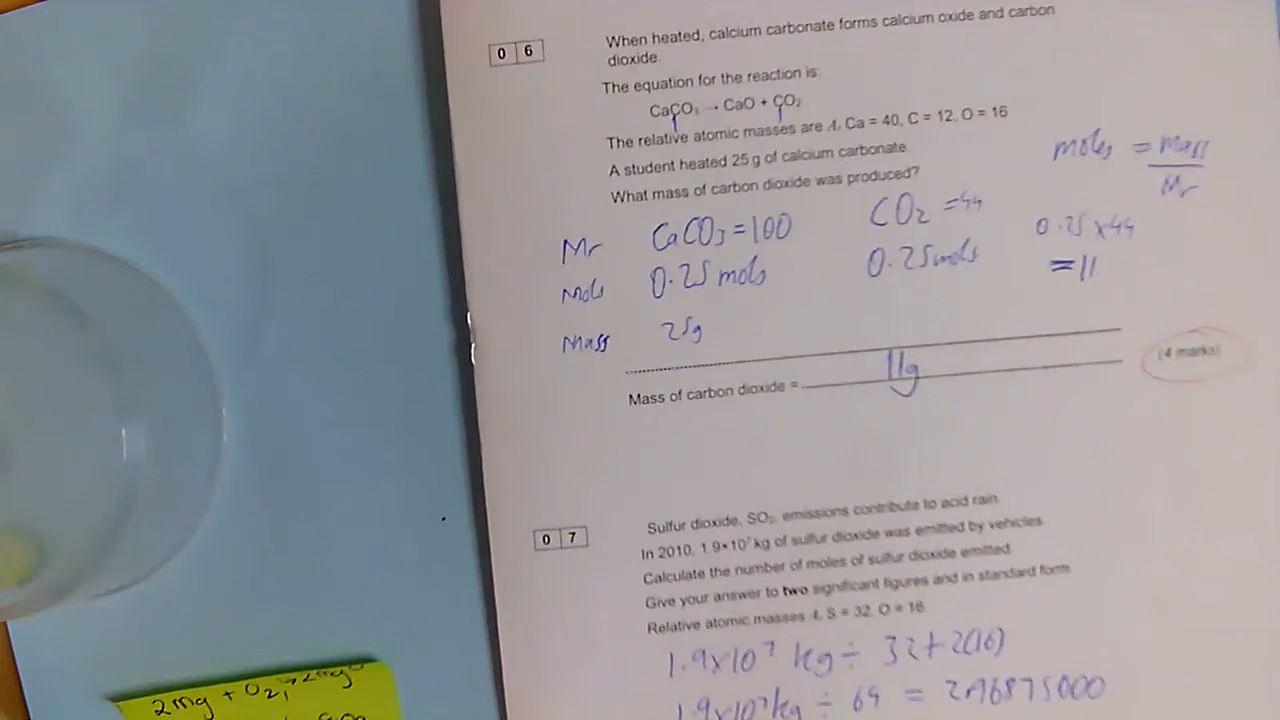 0 6
When heated, calcium carbonate forms calcium oxide and carbon
dioxide.
The equation for the reaction is:
CaCO₃ → CaO + CO₂
The relative atomic masses are Aᵣ Ca = 40, C = 12, O = 16
A student heated 25 g of calcium carbonate.
What mass of carbon dioxide was produced?
moles = mass
Mr
Mr CaCO₃ = 100 CO₂ = 44 0.25 × 44
Mols 0.25 mols 0.25 mols = 11
Mass 25g
Mass of carbon dioxide = 11g (4 marks)
0 7
Sulfur dioxide, SO₂, emissions contribute to acid rain
In 2010, 1.9×10⁷ kg of sulfur dioxide was emitted by vehicles
Calculate the number of moles of sulfur dioxide emitted
Give your answer to two significant figures and in standard form
Relative atomic masses Aᵣ S = 32, O = 16
1.9×10⁷ kg ÷ 32+2(16)
1.9×10⁷kg ÷ 64 = 296875000
2Mg + O₂